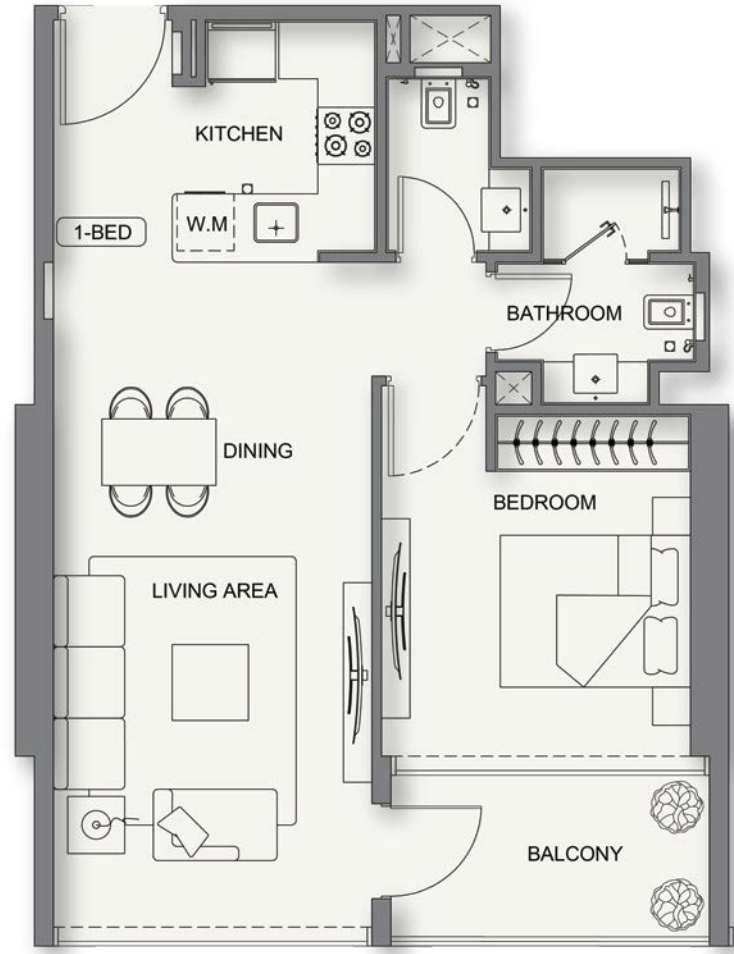 KITCHEN
W.M
1-BED
BATHROOM
DINING
BEDROOM
LIVING AREA
BALCONY